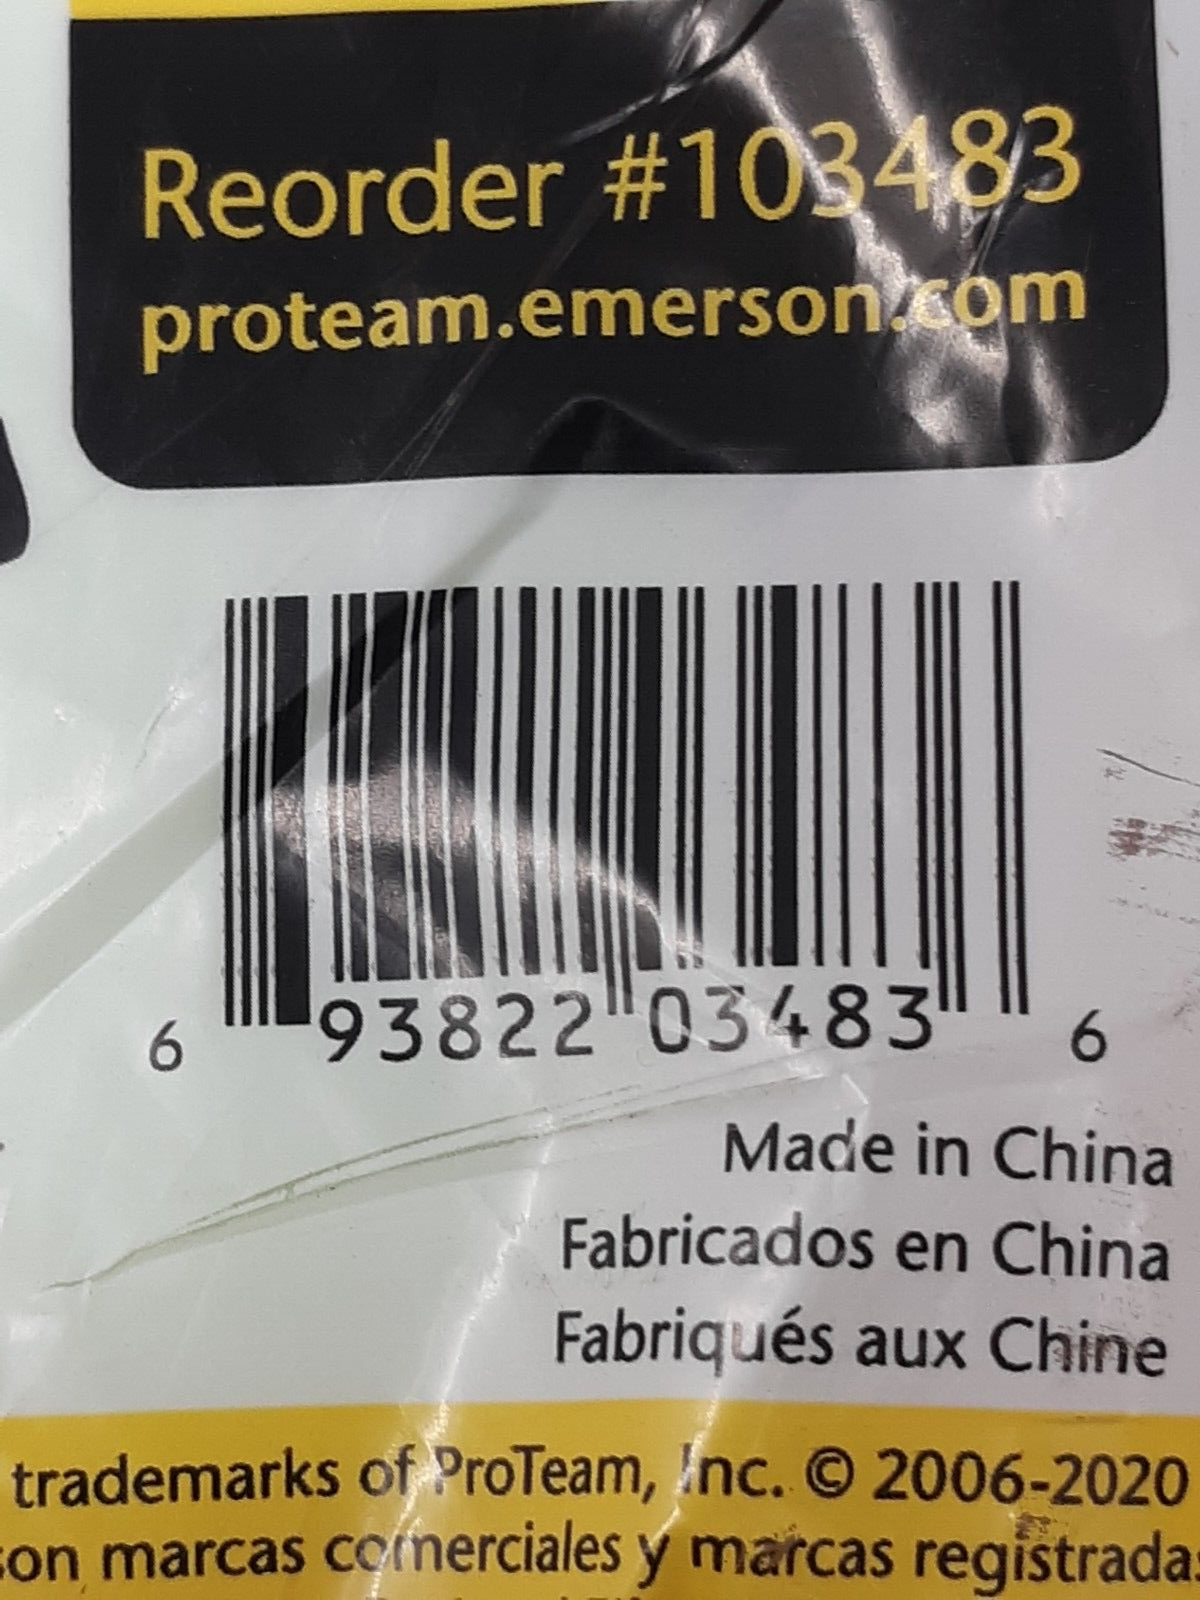 Reorder #103483
proteam.emerson.com
6 93822 03483 6
Made in China
Fabricados en China
Fabriqués aux Chine
trademarks of ProTeam, Inc. © 2006-2020
son marcas comerciales y marcas registradas